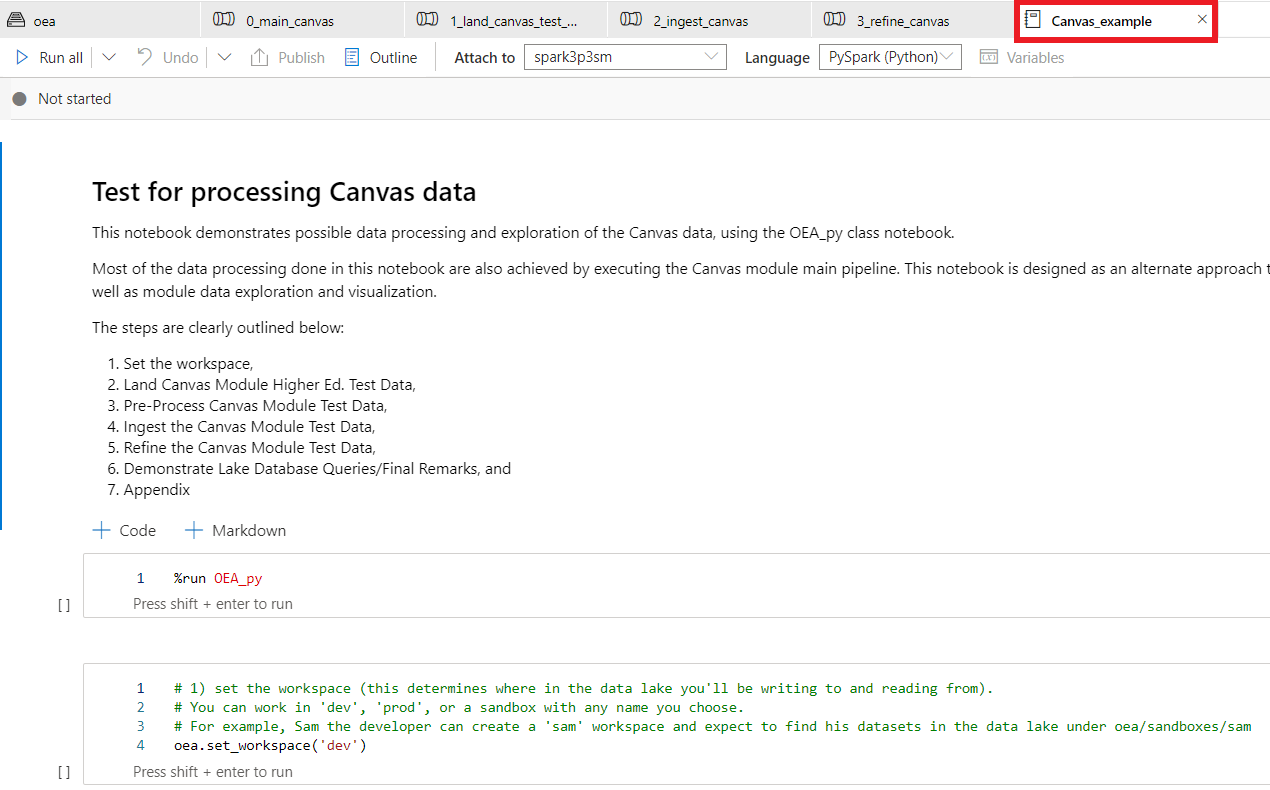 oea 0_main_canvas 1_land_canvas_test_... 2_ingest_canvas 3_refine_canvas Canvas_example
Run all Undo Publish Outline Attach to spark3p3sm Language PySpark (Python) Variables
Not started
Test for processing Canvas data
This notebook demonstrates possible data processing and exploration of the Canvas data, using the OEA_py class notebook.
Most of the data processing done in this notebook are also achieved by executing the Canvas module main pipeline. This notebook is designed as an alternate approach t
well as module data exploration and visualization.
The steps are clearly outlined below:
1. Set the workspace,
2. Land Canvas Module Higher Ed. Test Data,
3. Pre-Process Canvas Module Test Data,
4. Ingest the Canvas Module Test Data,
5. Refine the Canvas Module Test Data,
6. Demonstrate Lake Database Queries/Final Remarks, and
7. Appendix
+ Code + Markdown
1 %run OEA_py
[ ] Press shift + enter to run
1 # 1) set the workspace (this determines where in the data lake you'll be writing to and reading from).
2 # You can work in 'dev', 'prod', or a sandbox with any name you choose.
3 # For example, Sam the developer can create a 'sam' workspace and expect to find his datasets in the data lake under oea/sandboxes/sam
4 oea.set_workspace('dev')
[ ] Press shift + enter to run